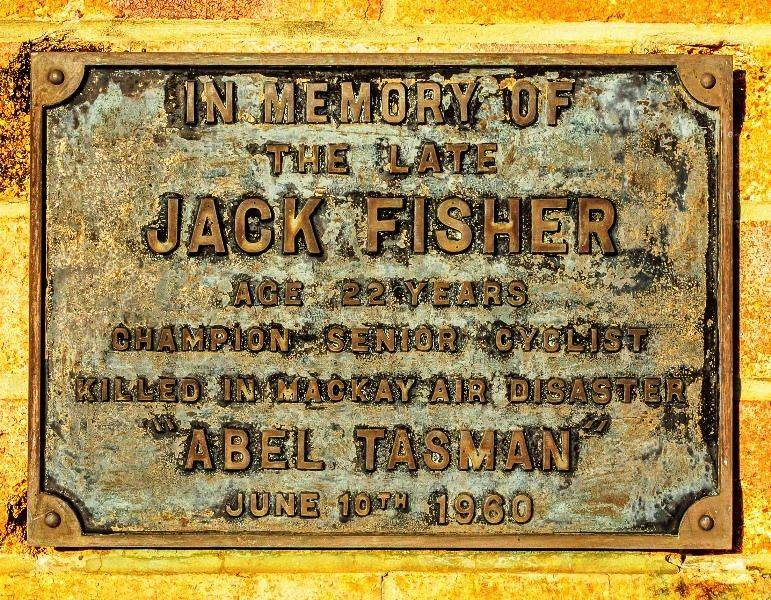 IN MEMORY OF
THE LATE
JACK FISHER
AGE 22 YEARS
CHAMPION SENIOR CYCLIST
KILLED IN MACKAY AIR DISASTER
"ABEL TASMAN"
JUNE 10TH 1960